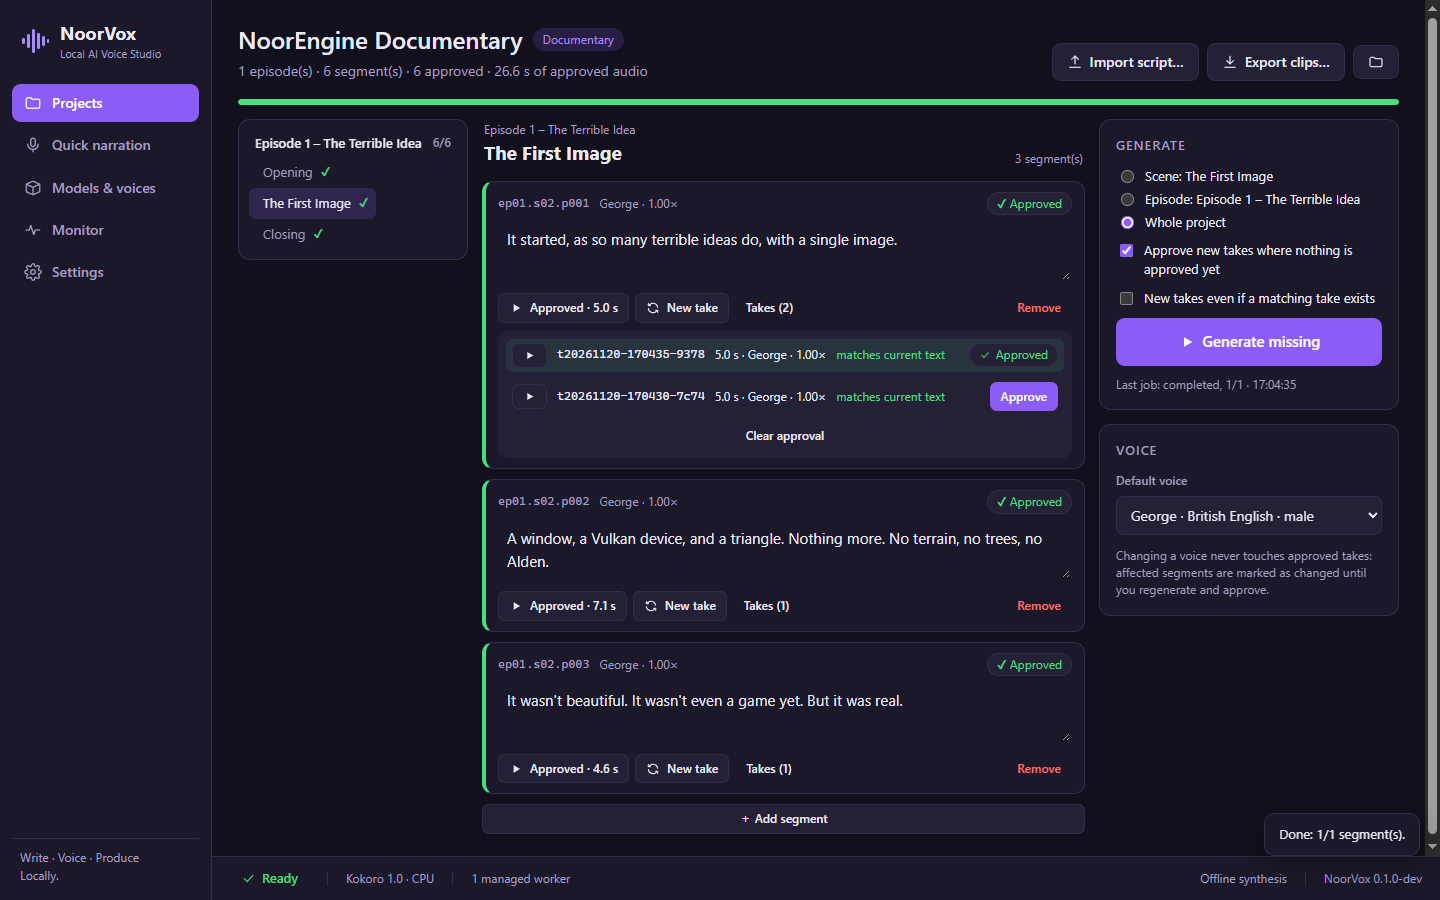 NoorVox
Local AI Voice Studio
Projects
Quick narration
Models & voices
Monitor
Settings
Write · Voice · Produce
Locally.
NoorEngine Documentary
Documentary
1 episode(s) · 6 segment(s) · 6 approved · 26.6 s of approved audio
Import script...
Export clips...
Episode 1 – The Terrible Idea 6/6
Opening ✓
The First Image ✓
Closing ✓
Episode 1 – The Terrible Idea
The First Image
3 segment(s)
ep01.s02.p001 George · 1.00×
✓ Approved
It started, as so many terrible ideas do, with a single image.
Approved · 5.0 s
New take
Takes (2)
Remove
t20261120-170435-9378 5.0 s · George · 1.00× matches current text
✓ Approved
t20261120-170430-7c74 5.0 s · George · 1.00× matches current text
Approve
Clear approval
ep01.s02.p002 George · 1.00×
✓ Approved
A window, a Vulkan device, and a triangle. Nothing more. No terrain, no trees, no
Alden.
Approved · 7.1 s
New take
Takes (1)
Remove
ep01.s02.p003 George · 1.00×
✓ Approved
It wasn't beautiful. It wasn't even a game yet. But it was real.
Approved · 4.6 s
New take
Takes (1)
Remove
+ Add segment
GENERATE
Scene: The First Image
Episode: Episode 1 – The Terrible Idea
Whole project
Approve new takes where nothing is
approved yet
New takes even if a matching take exists
Generate missing
Last job: completed, 1/1 · 17:04:35
VOICE
Default voice
George · British English · male
Changing a voice never touches approved takes:
affected segments are marked as changed until
you regenerate and approve.
Done: 1/1 segment(s).
✓ Ready
Kokoro 1.0 · CPU
1 managed worker
Offline synthesis
NoorVox 0.1.0-dev